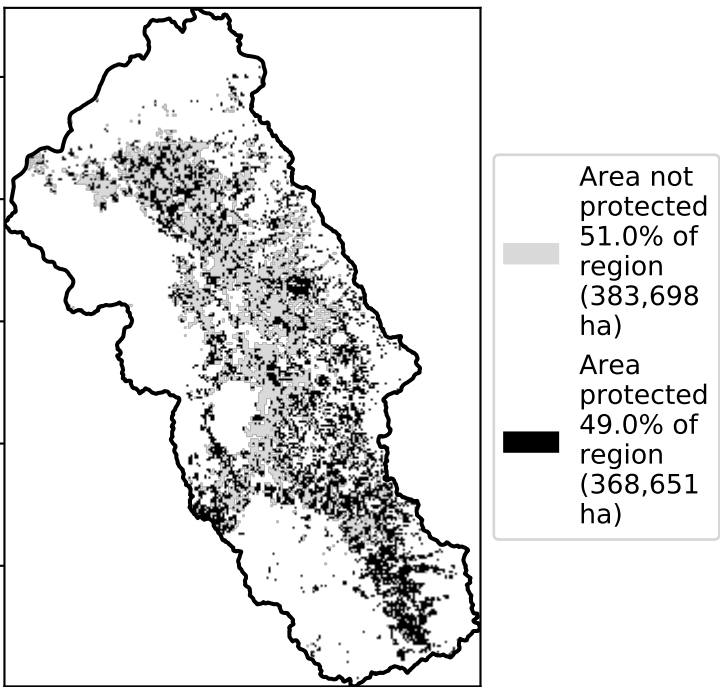 Area not
protected
51.0% of
region
(383,698
ha)
Area
protected
49.0% of
region
(368,651
ha)